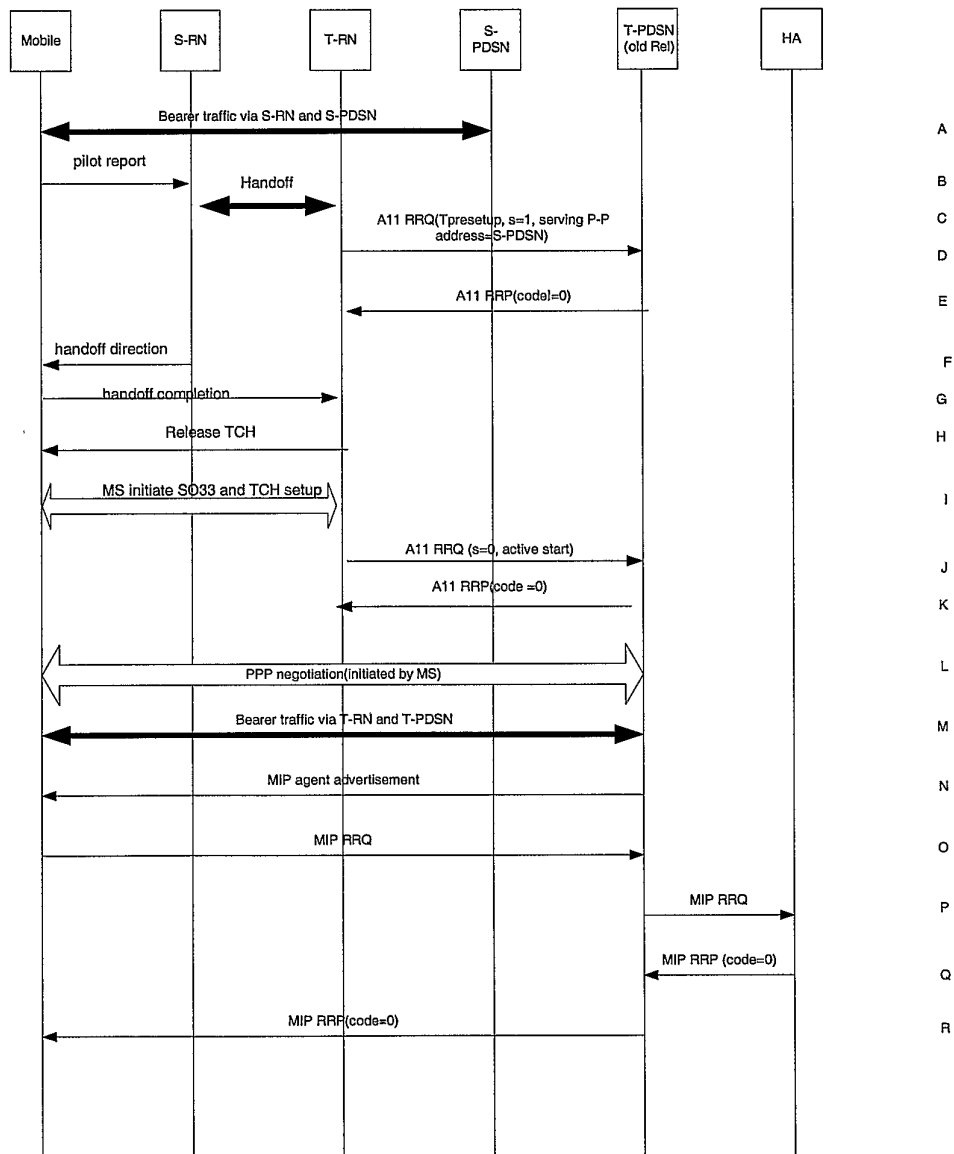 Mobile
S-RN
T-RN
S-
PDSN
T-PDSN
(old Rel)
HA
Bearer traffic via S-RN and S-PDSN
A
pilot report
B
Handoff
C
A11 RRQ(Tpresetup, s=1, serving P-P
address=S-PDSN)
D
A11 RRP(code!=0)
E
handoff direction
F
handoff completion
G
Release TCH
H
MS initiate SO33 and TCH setup
I
A11 RRQ (s=0, active start)
J
A11 RRP(code =0)
K
PPP negotiation(initiated by MS)
L
Bearer traffic via T-RN and T-PDSN
M
MIP agent advertisement
N
MIP RRQ
O
MIP RRQ
P
MIP RRP (code=0)
Q
MIP RRP(code=0)
R